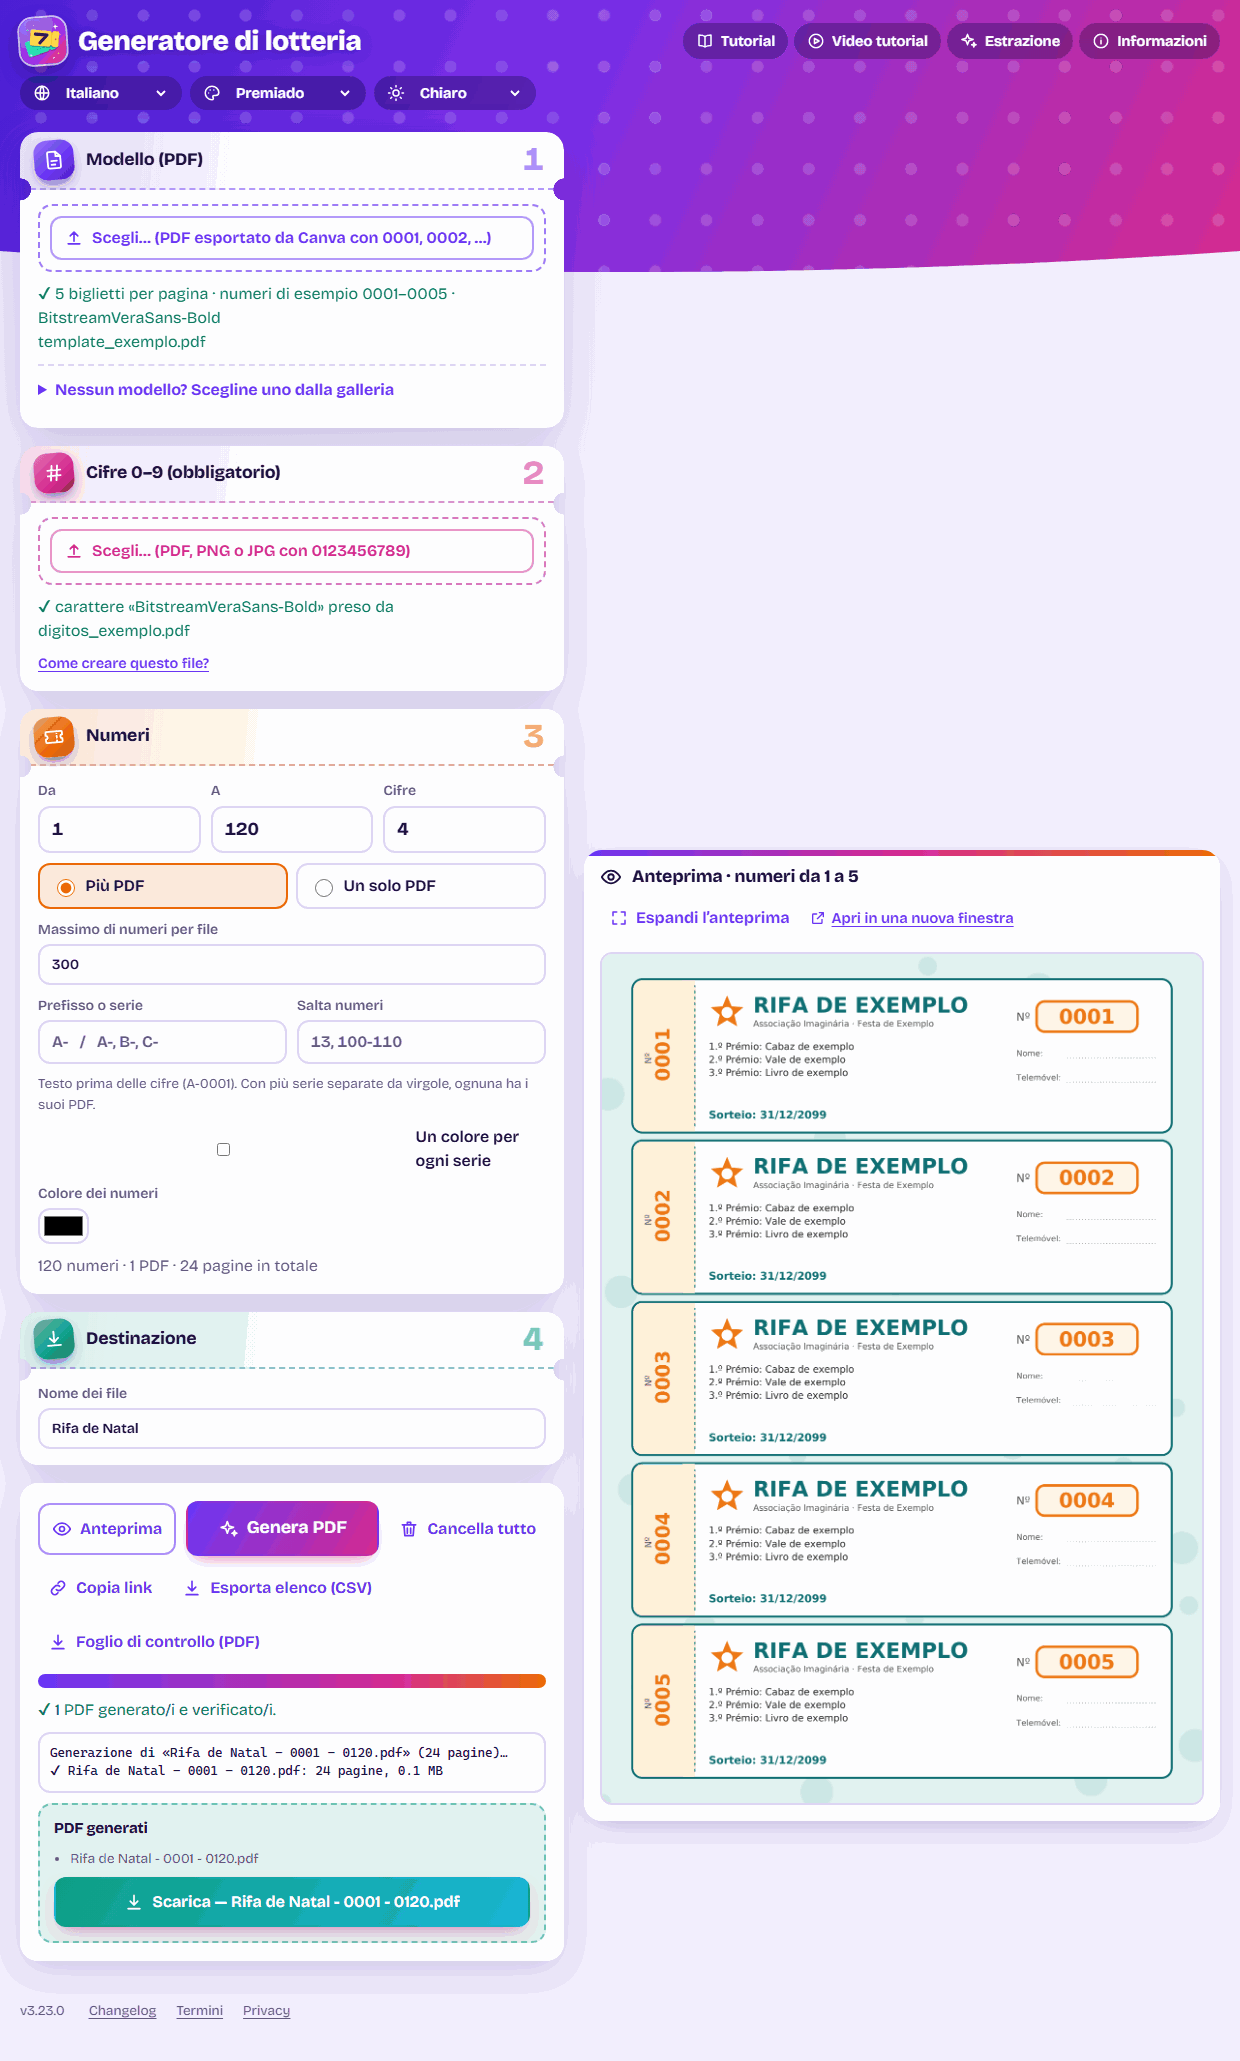 7
Generatore di lotteria
Tutorial
Video tutorial
Estrazione
Informazioni
Italiano
Premiado
Chiaro
Modello (PDF)
1
Scegli... (PDF esportato da Canva con 0001, 0002, ...)
✓ 5 biglietti per pagina · numeri di esempio 0001–0005 ·
BitstreamVeraSans-Bold
template_exemplo.pdf
Nessun modello? Scegline uno dalla galleria
Cifre 0–9 (obbligatorio)
2
Scegli... (PDF, PNG o JPG con 0123456789)
✓ carattere «BitstreamVeraSans-Bold» preso da
digitos_exemplo.pdf
Come creare questo file?
Numeri
3
Da
A
Cifre
1
120
4
Più PDF
Un solo PDF
Massimo di numeri per file
300
Prefisso o serie
Salta numeri
A- / A-, B-, C-
13, 100-110
Testo prima delle cifre (A-0001). Con più serie separate da virgole, ognuna ha i
suoi PDF.
Un colore per
ogni serie
Colore dei numeri
120 numeri · 1 PDF · 24 pagine in totale
Destinazione
4
Nome dei file
Rifa de Natal
Anteprima
Genera PDF
Cancella tutto
Copia link
Esporta elenco (CSV)
Foglio di controllo (PDF)
✓ 1 PDF generato/i e verificato/i.
Generazione di «Rifa de Natal – 0001 – 0120.pdf» (24 pagine)…
✓ Rifa de Natal – 0001 – 0120.pdf: 24 pagine, 0.1 MB
PDF generati
• Rifa de Natal - 0001 - 0120.pdf
Scarica — Rifa de Natal - 0001 - 0120.pdf
v3.23.0
Changelog
Termini
Privacy
Anteprima · numeri da 1 a 5
Espandi l'anteprima
Apri in una nuova finestra
Nº 0001
RIFA DE EXEMPLO
Associação Imaginária · Festa de Exemplo
1.º Prémio: Cabaz de exemplo
2.º Prémio: Vale de exemplo
3.º Prémio: Livro de exemplo
Sorteio: 31/12/2099
Nº 0001
Nome:
Telemóvel:
Nº 0002
RIFA DE EXEMPLO
Associação Imaginária · Festa de Exemplo
1.º Prémio: Cabaz de exemplo
2.º Prémio: Vale de exemplo
3.º Prémio: Livro de exemplo
Sorteio: 31/12/2099
Nº 0002
Nome:
Telemóvel:
Nº 0003
RIFA DE EXEMPLO
Associação Imaginária · Festa de Exemplo
1.º Prémio: Cabaz de exemplo
2.º Prémio: Vale de exemplo
3.º Prémio: Livro de exemplo
Sorteio: 31/12/2099
Nº 0003
Nome:
Telemóvel:
Nº 0004
RIFA DE EXEMPLO
Associação Imaginária · Festa de Exemplo
1.º Prémio: Cabaz de exemplo
2.º Prémio: Vale de exemplo
3.º Prémio: Livro de exemplo
Sorteio: 31/12/2099
Nº 0004
Nome:
Telemóvel:
Nº 0005
RIFA DE EXEMPLO
Associação Imaginária · Festa de Exemplo
1.º Prémio: Cabaz de exemplo
2.º Prémio: Vale de exemplo
3.º Prémio: Livro de exemplo
Sorteio: 31/12/2099
Nº 0005
Nome:
Telemóvel: